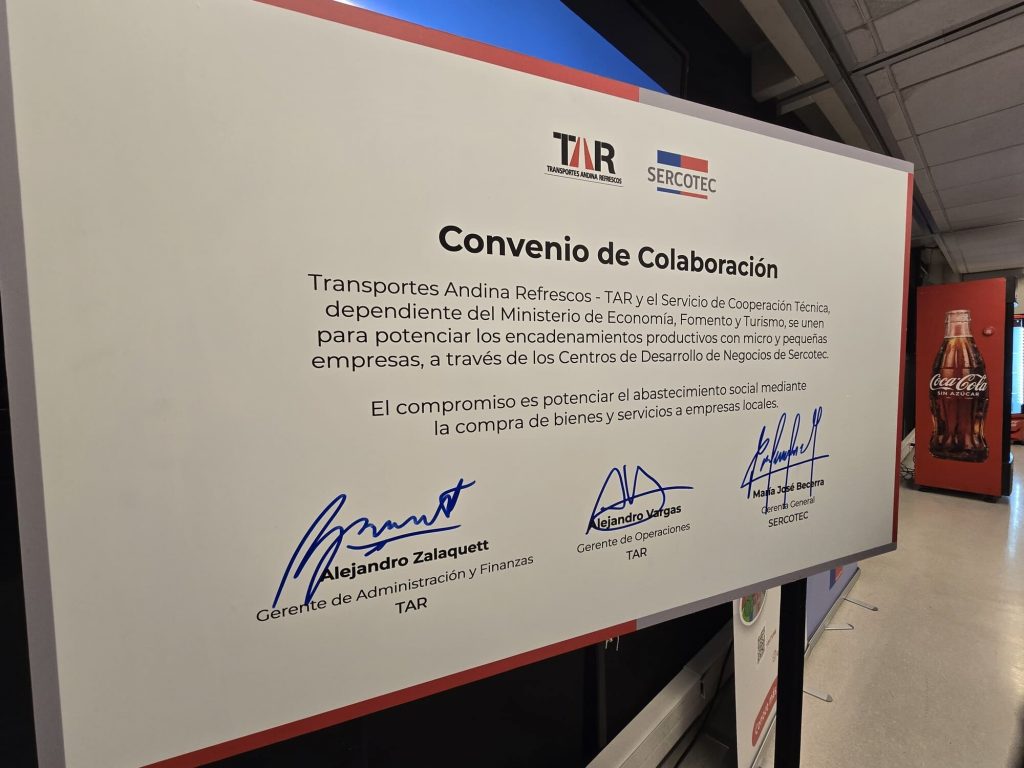 TAR
TRANSPORTES ANDINA REFRESCOS
SERCOTEC
Convenio de Colaboración
Transportes Andina Refrescos - TAR y el Servicio de Cooperación Técnica,
dependiente del Ministerio de Economía, Fomento y Turismo, se unen
para potenciar los encadenamientos productivos con micro y pequeñas
empresas, a través de los Centros de Desarrollo de Negocios de Sercotec.
El compromiso es potenciar el abastecimiento social mediante
la compra de bienes y servicios a empresas locales.
Alejandro Zalaquett
Gerente de Administración y Finanzas
TAR
Alejandro Vargas
Gerente de Operaciones
TAR
María José Becerra
Gerenta General
SERCOTEC
Coca-Cola
SIN AZÚCAR